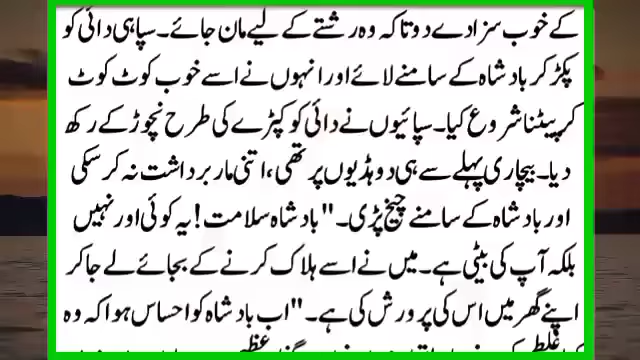 کے خوب سزا دے دو تاکہ وہ رشتے کے لیے مان جائے۔ سپاہی دائی کو
پکڑ کر بادشاہ کے سامنے لائے اور انہوں نے اسے خوب کوٹ کوٹ
کر پیٹنا شروع کیا۔ سپائیوں نے دائی کو کپڑے کی طرح نچوڑ کے رکھ
دیا۔ بیچاری پہلے سے ہی دو ہڈیوں پر تھی، اتنی مار برداشت نہ کر سکی
اور بادشاہ کے سامنے چیخ پڑی۔ "بادشاہ سلامت! یہ کوئی اور نہیں
بلکہ آپ کی بیٹی ہے۔ میں نے اسے ہلاک کرنے کے بجائے لے جا کر
اپنے گھر میں اس کی پرورش کی ہے۔ "اب بادشاہ کو احساس ہوا کہ وہ